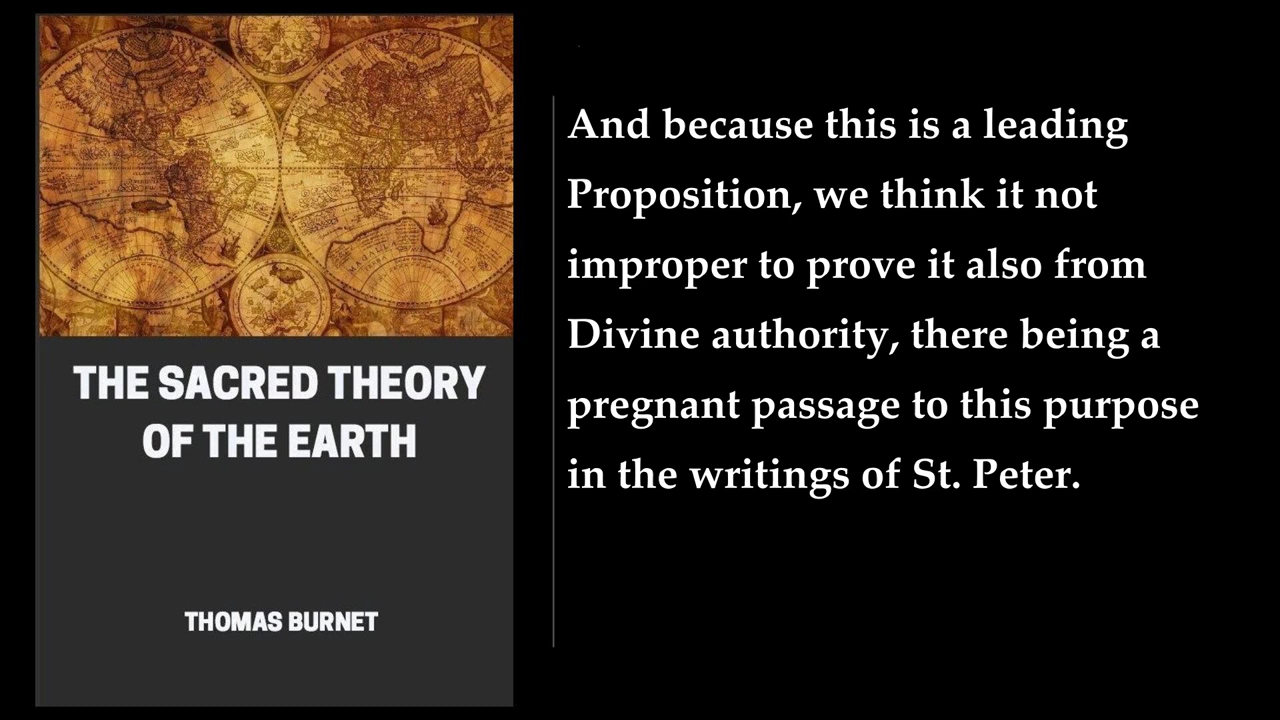 THE SACRED THEORY
OF THE EARTH
THOMAS BURNET
And because this is a leading
Proposition, we think it not
improper to prove it also from
Divine authority, there being a
pregnant passage to this purpose
in the writings of St. Peter.